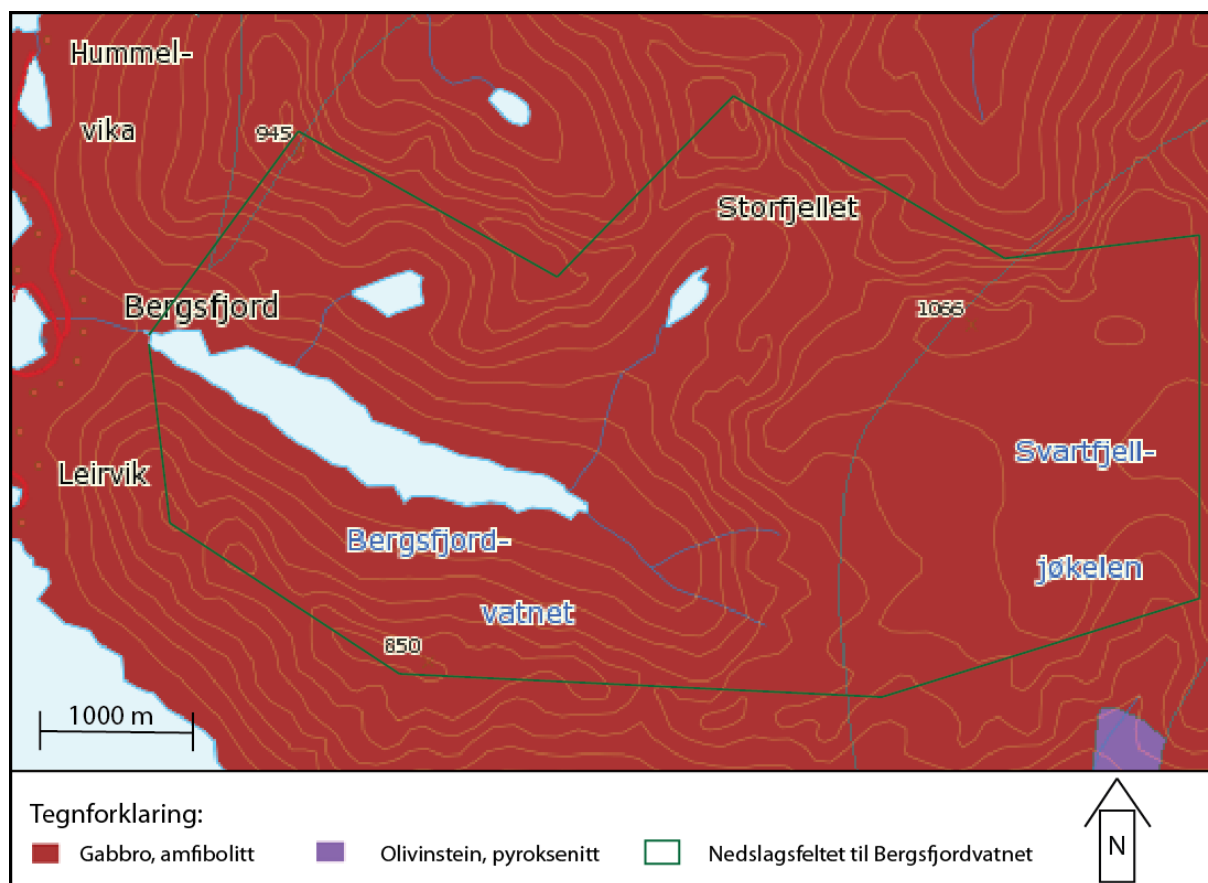 Hummel-
vika
945
Storfjellet
Bergsfjord
1066
Leirvik
Svartfjell-
Bergsfjord-
jøkelen
vatnet
850
1000 m
Tegnforklaring:
Gabbro, amfibolitt
Olivinstein, pyroksenitt
Nedslagsfeltet til Bergsfjordvatnet
N